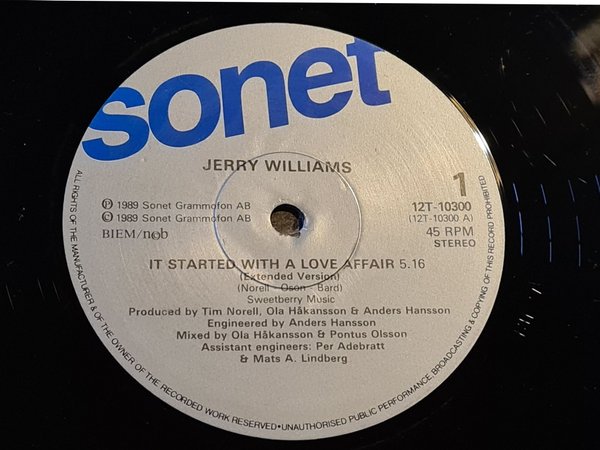 sonet
JERRY WILLIAMS
Ⓟ 1989 Sonet Grammofon AB
© 1989 Sonet Grammofon AB
BIEM/ncb
1
12T-10300
(12T-10300 A)
45 RPM
STEREO
IT STARTED WITH A LOVE AFFAIR 5.16
(Extended Version)
(Norell - Oson - Bard)
Sweetberry Music
Produced by Tim Norell, Ola Håkansson & Anders Hansson
Engineered by Anders Hansson
Mixed by Ola Håkansson & Pontus Olsson
Assistant engineers: Per Adebratt
& Mats A. Lindberg
ALL RIGHTS OF THE MANUFACTURER & OF THE OWNER OF THE RECORDED WORK RESERVED•UNAUTHORISED PUBLIC PERFORMANCE, BROADCASTING & COPYING OF THIS RECORD PROHIBITED